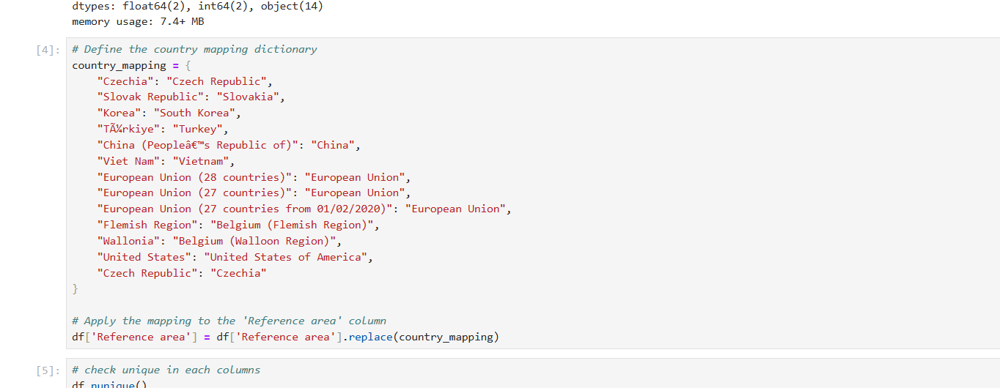 dtypes: float64(2), int64(2), object(14)
memory usage: 7.4+ MB
[4]: # Define the country mapping dictionary
country_mapping = {
    "Czechia": "Czech Republic",
    "Slovak Republic": "Slovakia",
    "Korea": "South Korea",
    "TÃ¼rkiye": "Turkey",
    "China (Peopleâ€™s Republic of)": "China",
    "Viet Nam": "Vietnam",
    "European Union (28 countries)": "European Union",
    "European Union (27 countries)": "European Union",
    "European Union (27 countries from 01/02/2020)": "European Union",
    "Flemish Region": "Belgium (Flemish Region)",
    "Wallonia": "Belgium (Walloon Region)",
    "United States": "United States of America",
    "Czech Republic": "Czechia"
}
# Apply the mapping to the 'Reference area' column
df['Reference area'] = df['Reference area'].replace(country_mapping)
[5]: # check unique in each columns
df.nunique()